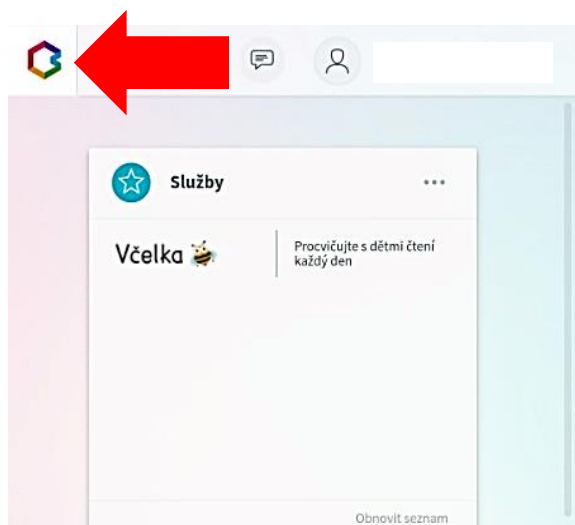 Služby
Včelka
Procvičujte s dětmi čtení
každý den
Obnovit seznam